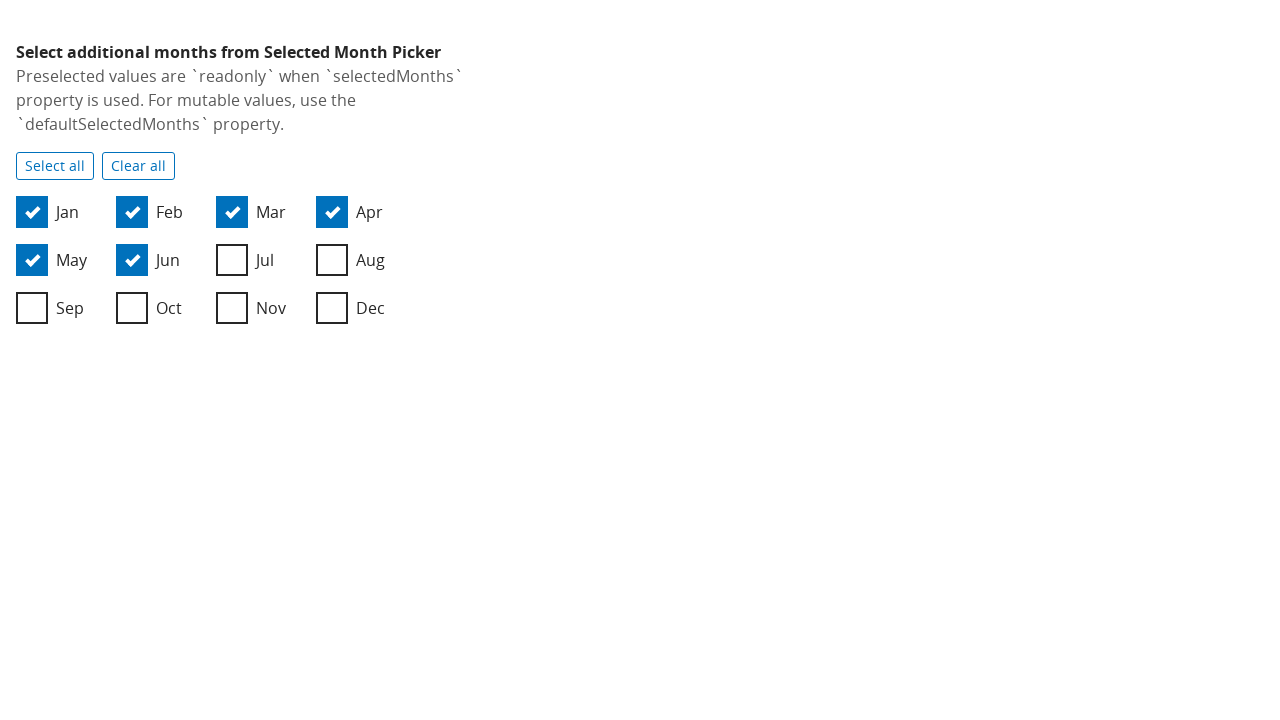 Select additional months from Selected Month Picker
Preselected values are `readonly` when `selectedMonths`
property is used. For mutable values, use the
`defaultSelectedMonths` property.
Select all Clear all
Jan Feb Mar Apr
May Jun Jul Aug
Sep Oct Nov Dec